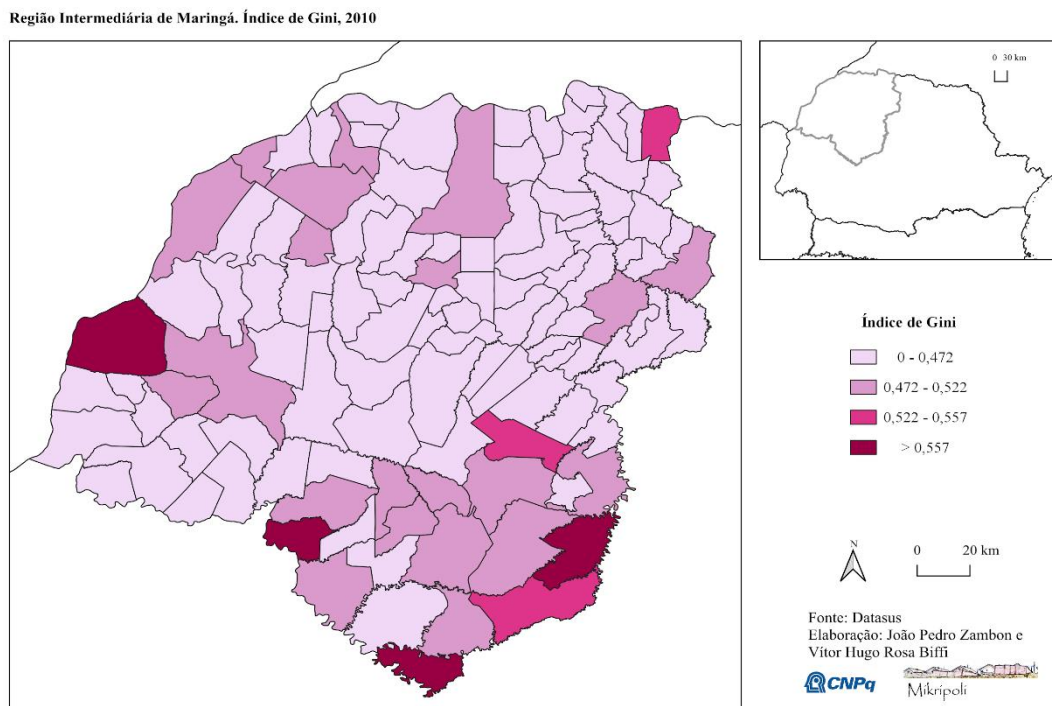 Região Intermediária de Maringá. Índice de Gini, 2010
0 30 km
Índice de Gini
0 - 0,472
0,472 - 0,522
0,522 - 0,557
> 0,557
N
0 20 km
Fonte: Datasus
Elaboração: João Pedro Zambon e
Vítor Hugo Rosa Biffi
CNPq
Mikrípoli